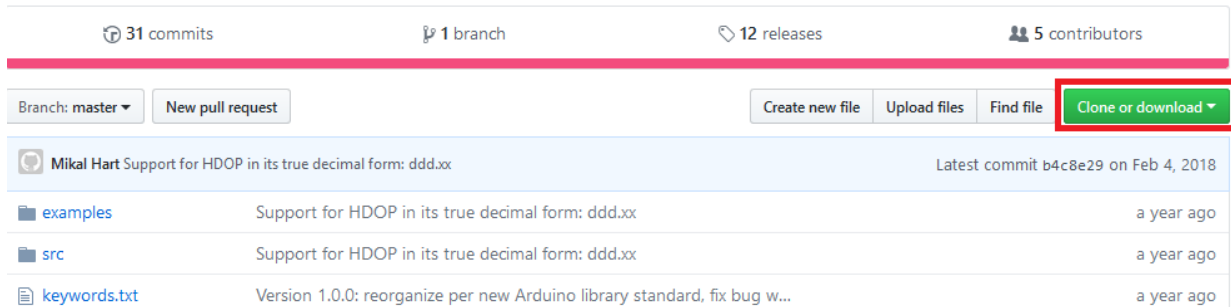 31 commits 1 branch 12 releases 5 contributors
Branch: master New pull request Create new file Upload files Find file Clone or download
Mikal Hart Support for HDOP in its true decimal form: ddd.xx Latest commit b4c8e29 on Feb 4, 2018
examples Support for HDOP in its true decimal form: ddd.xx a year ago
src Support for HDOP in its true decimal form: ddd.xx a year ago
keywords.txt Version 1.0.0: reorganize per new Arduino library standard, fix bug w... a year ago